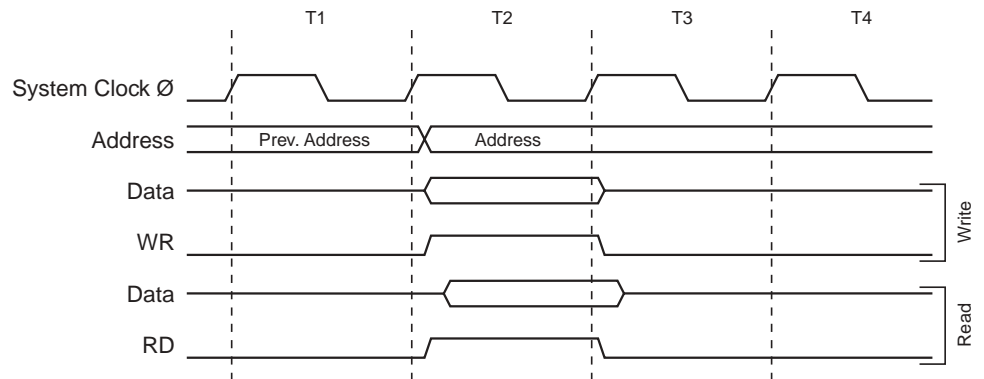 T1 T2 T3 T4
System Clock Ø
Address Prev. Address Address
Data
WR
Write
Data
RD
Read